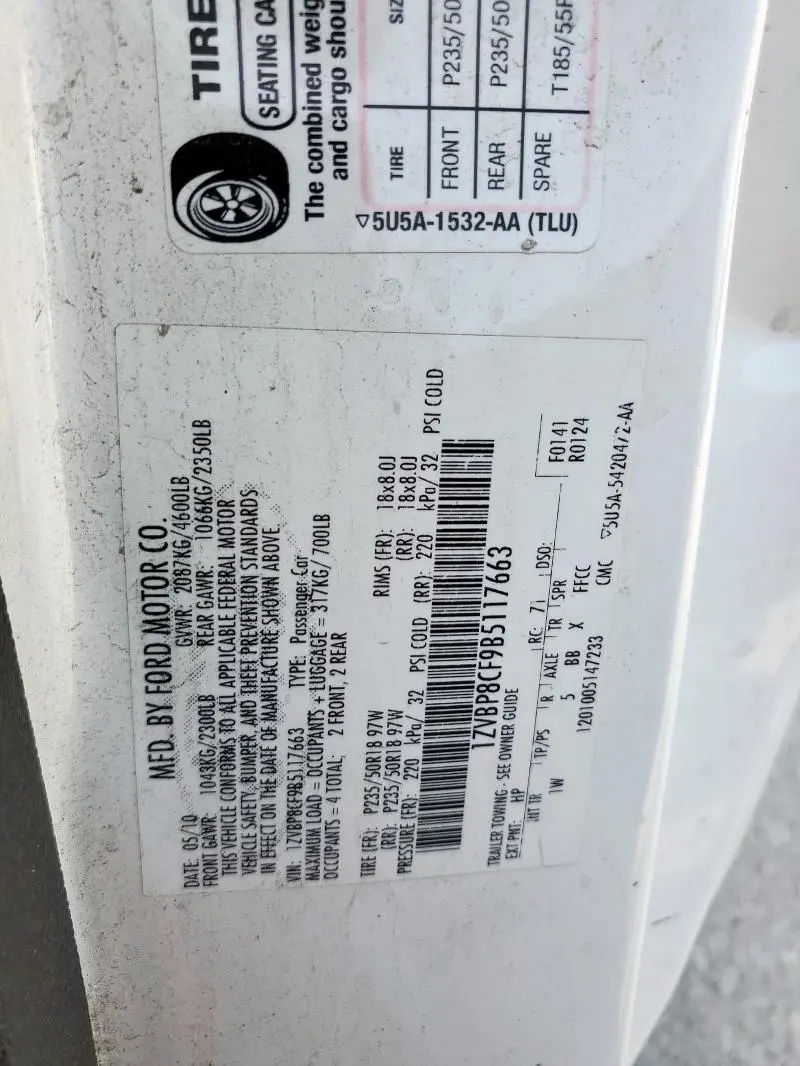 MFD. BY FORD MOTOR CO.
DATE: 05/10 GVWR: 2087KG/4600LB
FRONT GAWR: 1043KG/2300LB REAR GAWR: 1066KG/2350LB
THIS VEHICLE CONFORMS TO ALL APPLICABLE FEDERAL MOTOR
VEHICLE SAFETY, BUMPER, AND THEFT PREVENTION STANDARDS
IN EFFECT ON THE DATE OF MANUFACTURE SHOWN ABOVE
VIN: 1ZVBP8CF9B5117663 TYPE: Passenger Car
MAXIMUM LOAD = OCCUPANTS + LUGGAGE = 317KG/ 700LB
OCCUPANTS = 4 TOTAL: 2 FRONT, 2 REAR
TIRE (FR): P235/50R18 97W RIMS (FR): 18x8.0J
(RR): P235/50R18 97W (RR): 18x8.0J
PRESSURE (FR): 220 kPa/ 32 PSI COLD (RR): 220 kPa/ 32 PSI COLD
1ZVBP8CF9B5117663
TRAILER TOWING - SEE OWNER GUIDE
EXT PNT: HP RC: 71 DSO: F0141
R0124
INT TR TP/PS R AXLE TR SPR
1W 5 BB X FFCC
1201005147233 CMC
▽5U5A-5420472-AA
TIRE
SEATING CA
The combined weig
and cargo shou
TIRE SIZ
FRONT P235/50
REAR P235/50
SPARE T185/55R
▽5U5A-1532-AA (TLU)